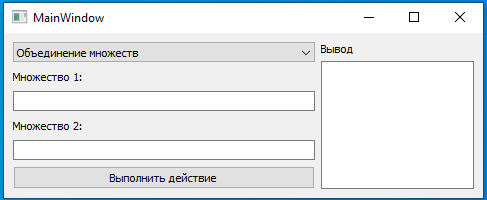 MainWindow
Объединение множеств
Множество 1:
Множество 2:
Выполнить действие
Вывод